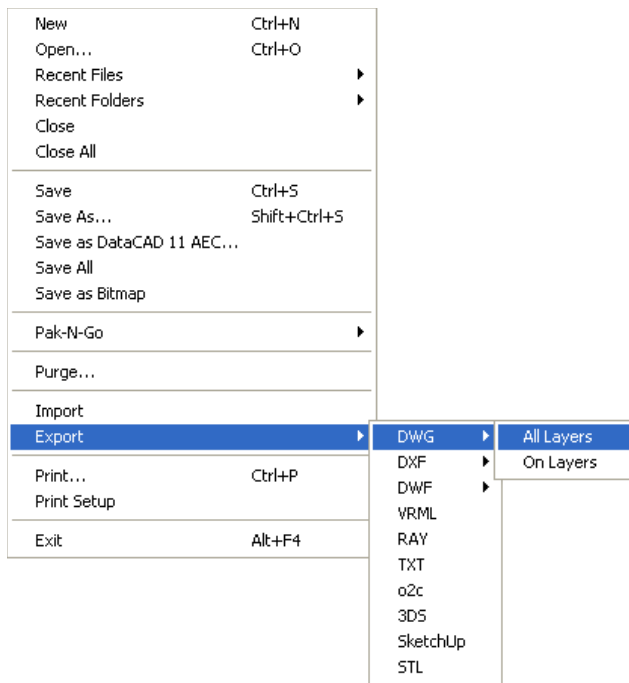 New Ctrl+N
Open... Ctrl+O
Recent Files
Recent Folders
Close
Close All
Save Ctrl+S
Save As... Shift+Ctrl+S
Save as DataCAD 11 AEC...
Save All
Save as Bitmap
Pak-N-Go
Purge...
Import
Export
Print... Ctrl+P
Print Setup
Exit Alt+F4
DWG
DXF
DWF
VRML
RAY
TXT
o2c
3DS
SketchUp
STL
All Layers
On Layers